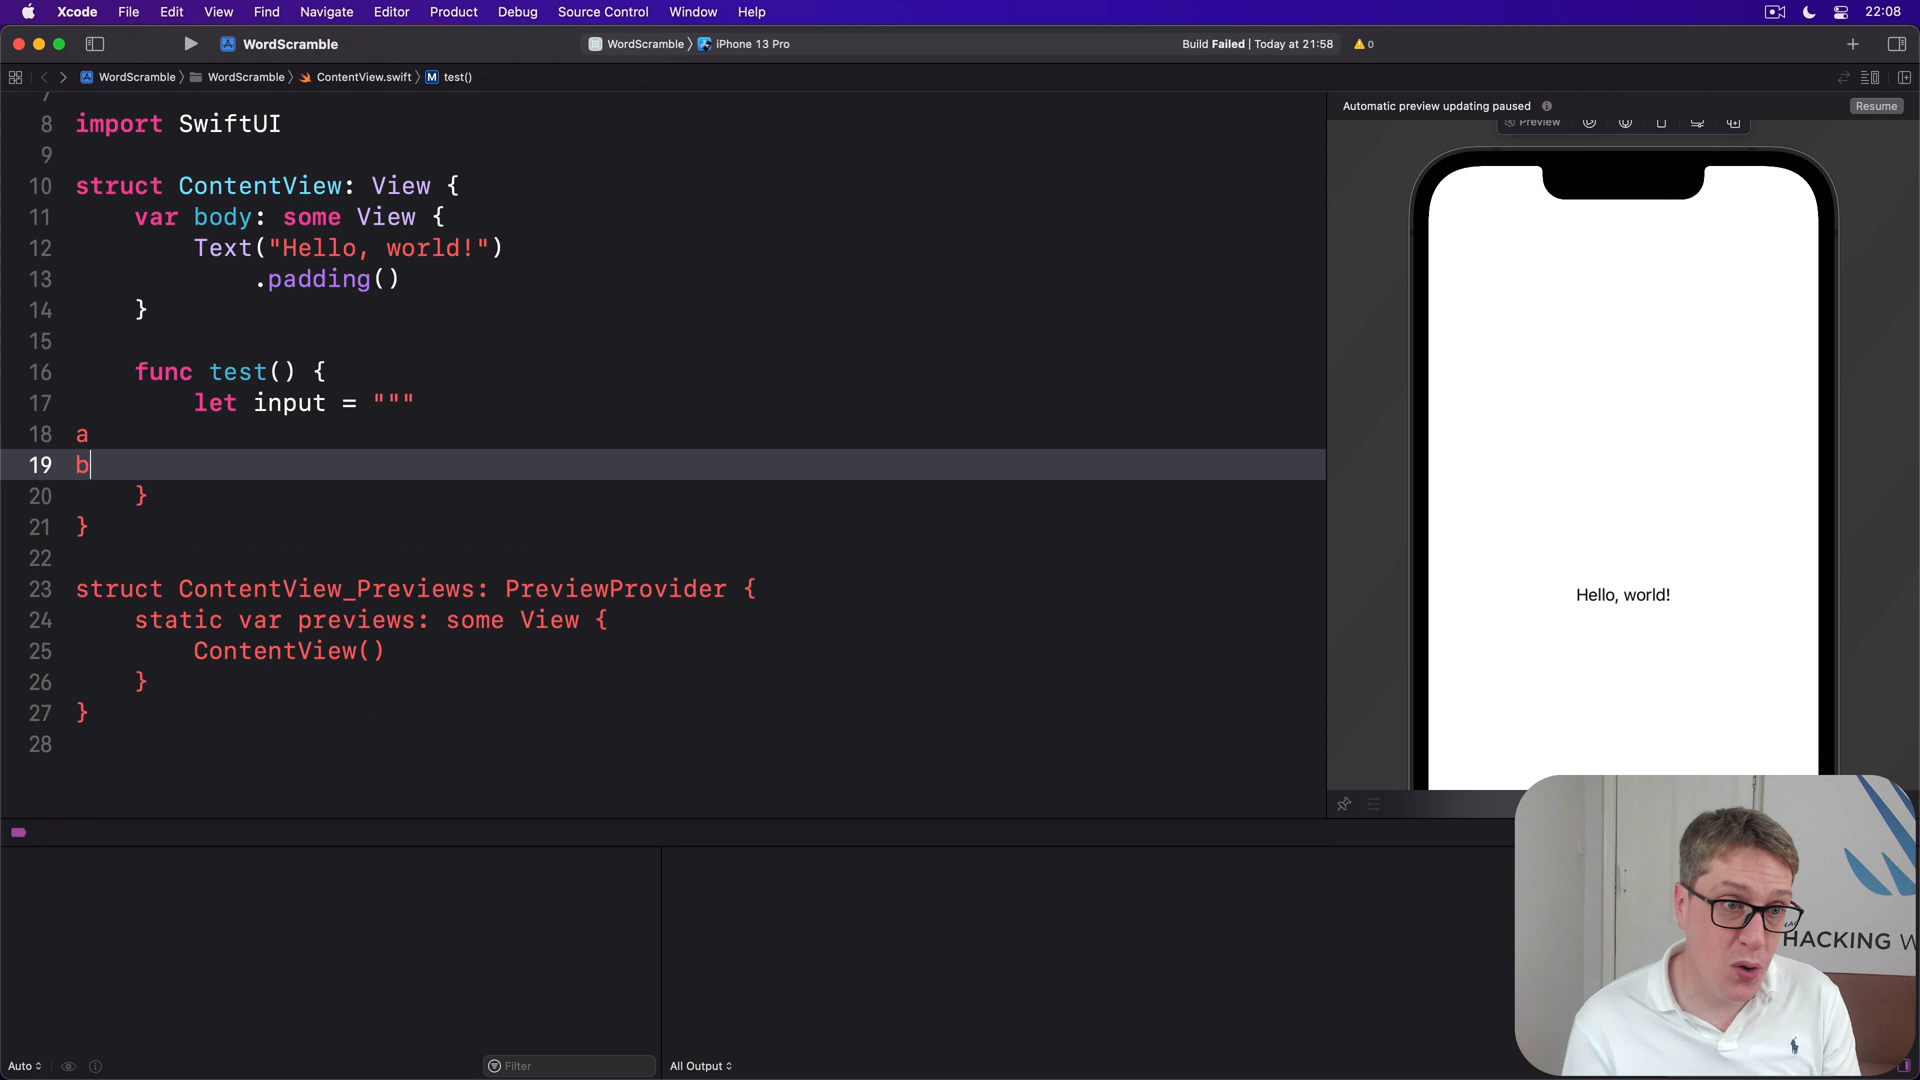 Xcode File Edit View Find Navigate Editor Product Debug Source Control Window Help 22:08
WordScramble WordScramble iPhone 13 Pro Build Failed | Today at 21:58 0
WordScramble WordScramble ContentView.swift M test()
Automatic preview updating paused Resume
Preview
7
8 import SwiftUI
9
10 struct ContentView: View {
11 var body: some View {
12 Text("Hello, world!")
13 .padding()
14 }
15
16 func test() {
17 let input = """
18 a
19 b
20 }
21 }
22
23 struct ContentView_Previews: PreviewProvider {
24 static var previews: some View {
25 ContentView()
26 }
27 }
28
Hello, world!
HACKING W
Auto Filter All Output